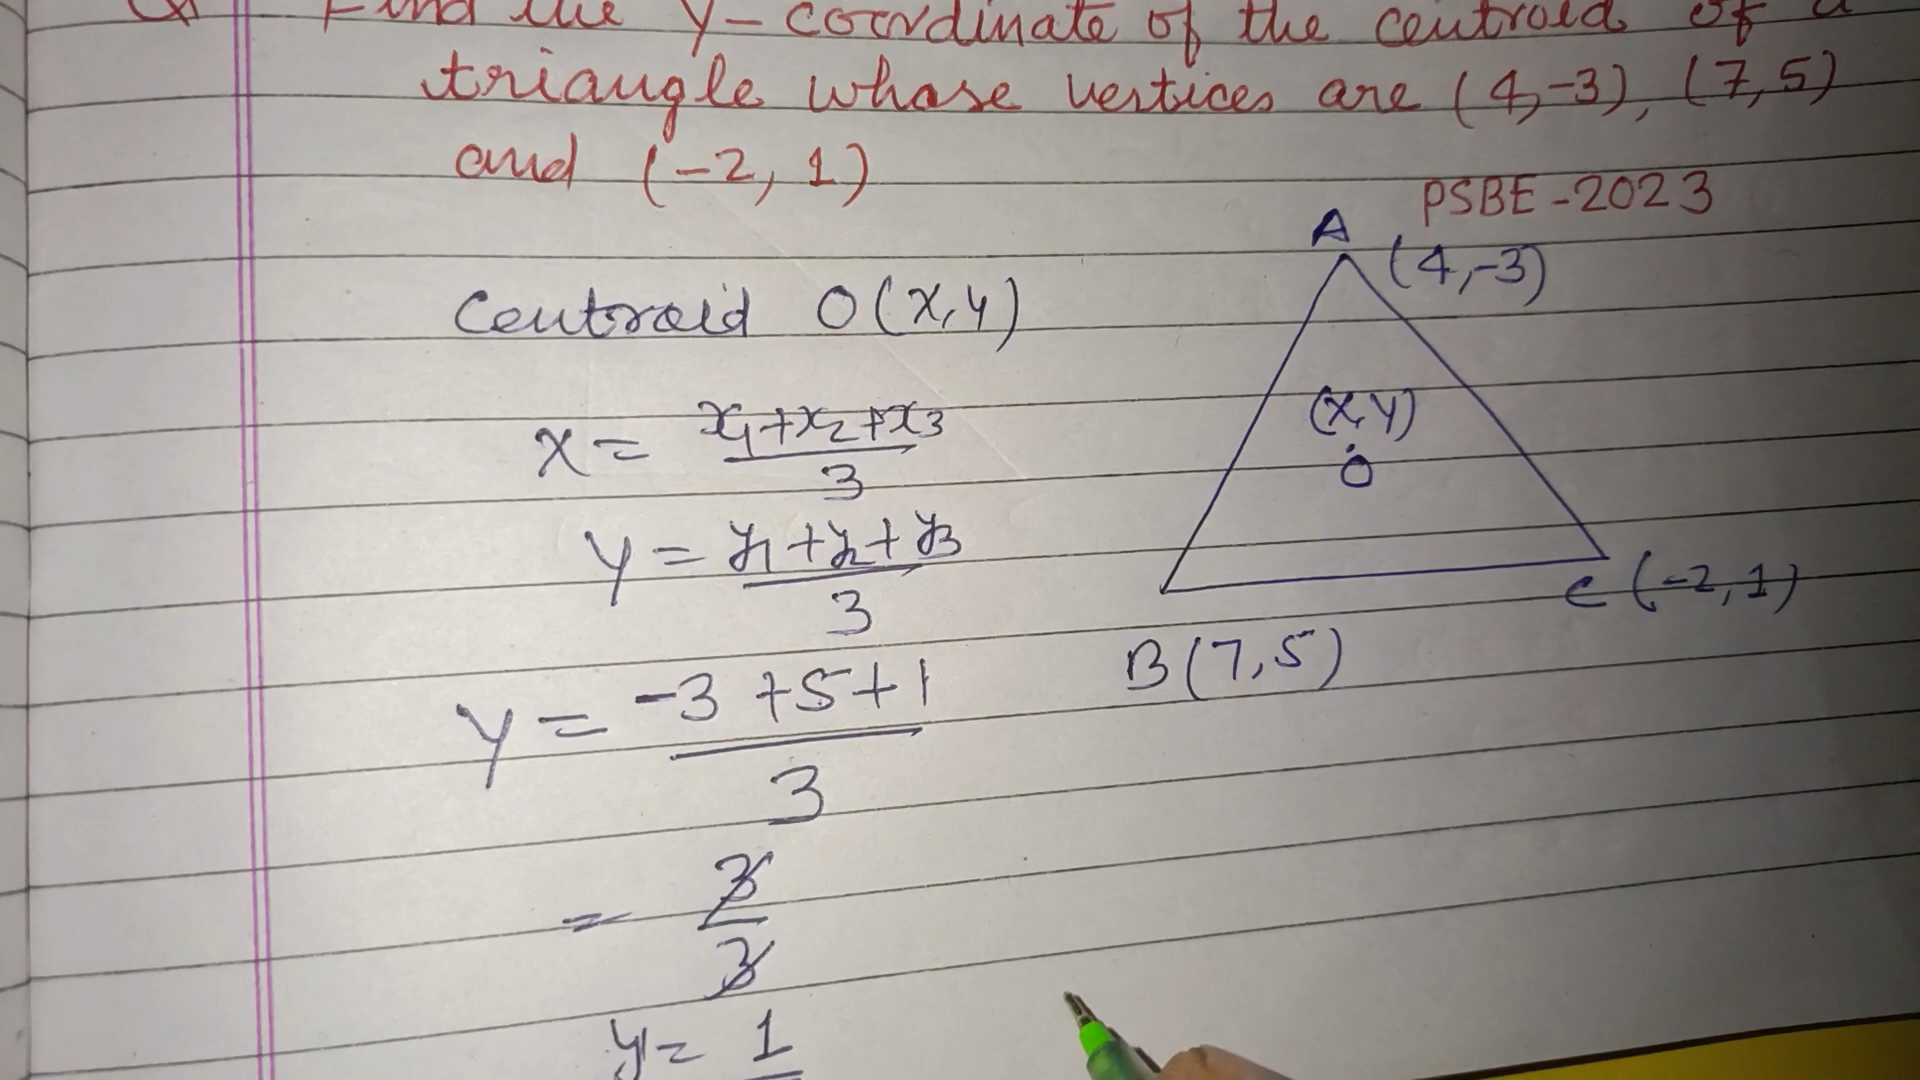 Find the y-coordinate of the centroid of a
triangle whose vertices are (4,-3), (7,5)
and (-2, 1)
PSBE-2023
A
(4,-3)
Centroid O(x,y)
(x,y)
O
x = x1+x2+x3
3
y = y1+y2+y3
3
C (-2,1)
B(7,5)
y = -3+5+1
3
= 3
3
y = 1